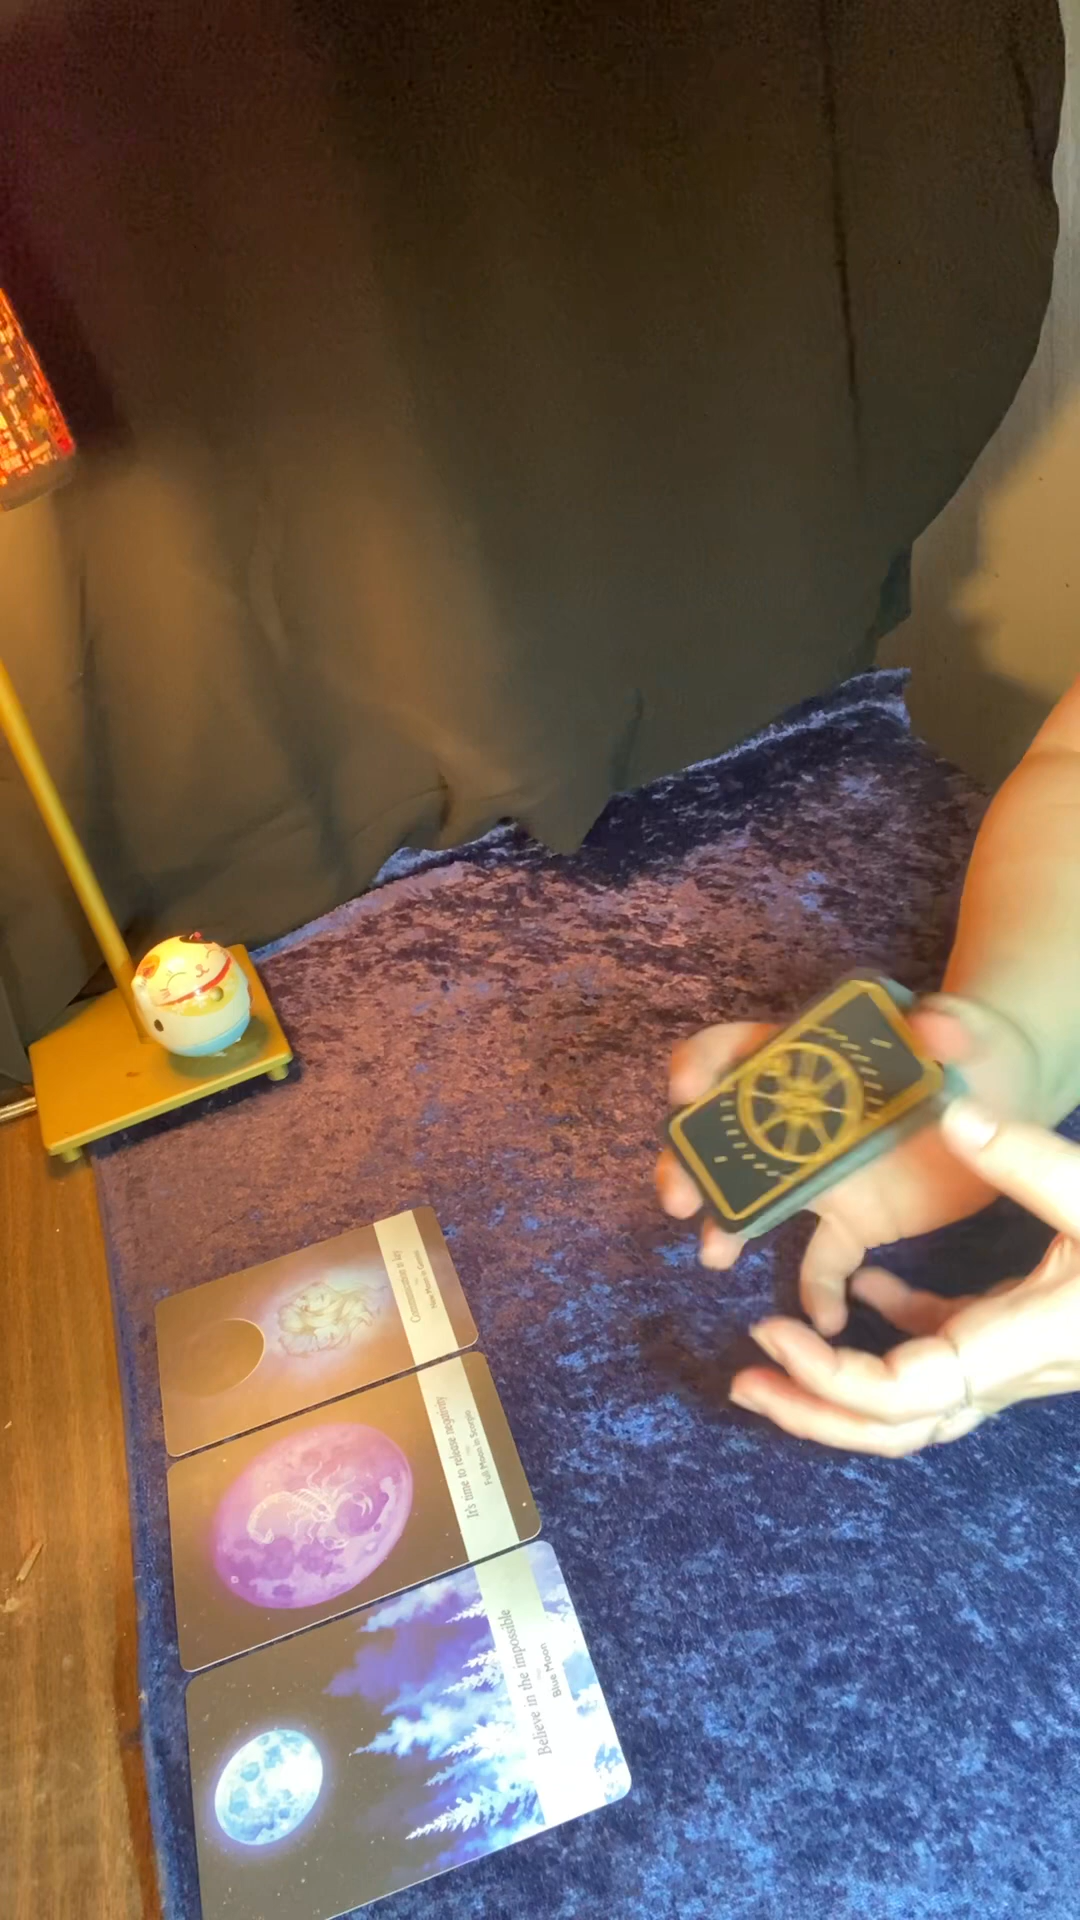 Communication is key
New Moon in Gemini
It's time to release negativity
Full Moon in Scorpio
Believe in the impossible
Blue Moon